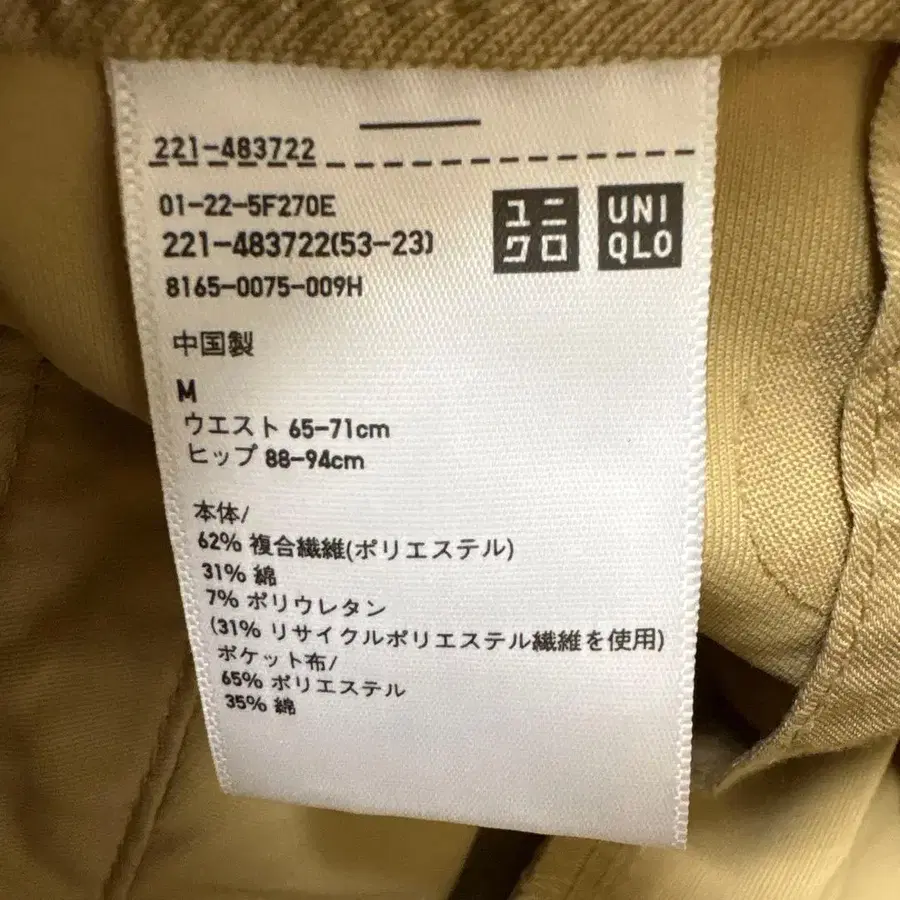 221-483722
01-22-5F270E
221-483722(53-23)
8165-0075-009H
ユニ
クロ
UNI
QLO
中国製
M
ウエスト 65-71cm
ヒップ 88-94cm
本体/
62% 複合繊維(ポリエステル)
31% 綿
7% ポリウレタン
(31% リサイクルポリエステル繊維を使用)
ポケット布/
65% ポリエステル
35% 綿